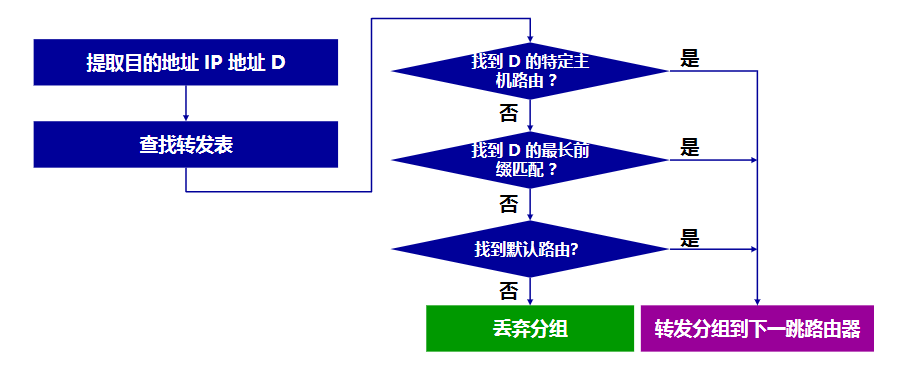 提取目的地址 IP 地址 D
查找转发表
找到 D 的特定主
机路由？
是
否
找到 D 的最长前
缀匹配？
是
否
找到默认路由?
是
否
丢弃分组
转发分组到下一跳路由器